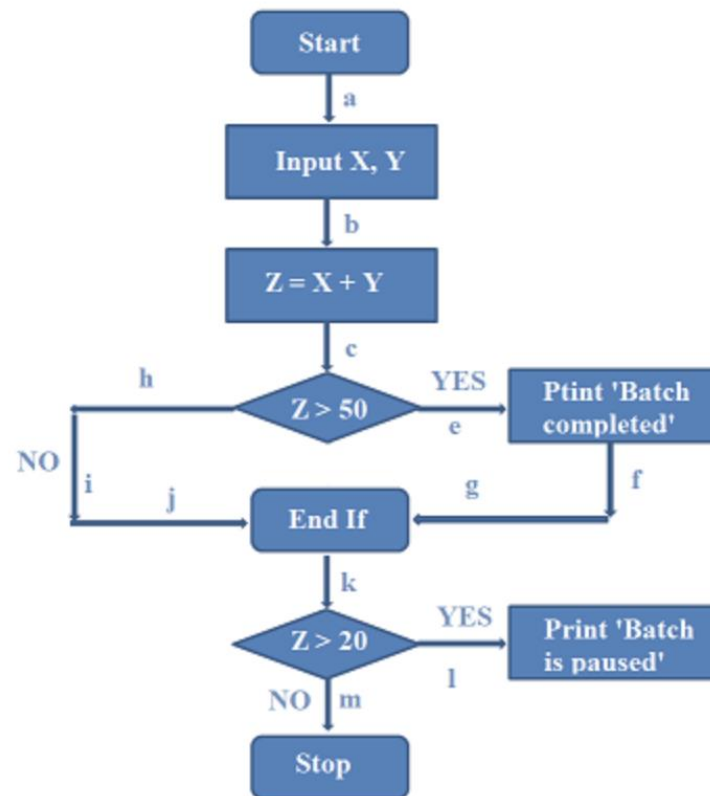 Start
a
Input X, Y
b
Z = X + Y
c
h
YES
Z > 50
e
Ptint 'Batch
completed'
NO
i
j
g
f
End If
k
YES
Z > 20
l
Print 'Batch
is paused'
NO
m
Stop